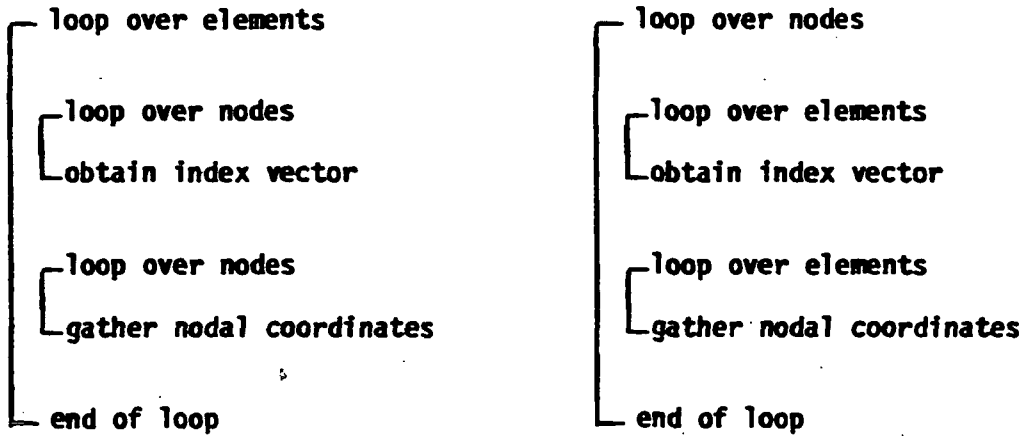 loop over elements
loop over nodes
obtain index vector
loop over nodes
gather nodal coordinates
end of loop
loop over nodes
loop over elements
obtain index vector
loop over elements
gather nodal coordinates
end of loop